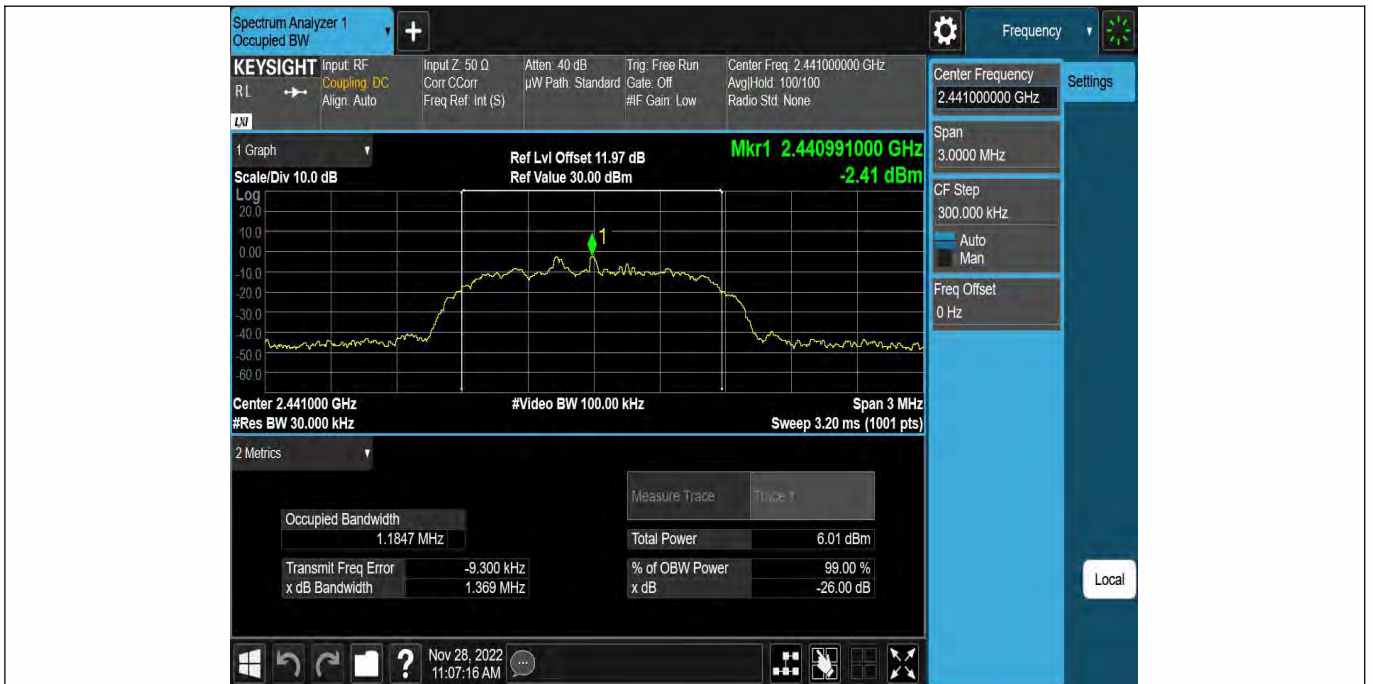 Spectrum Analyzer 1
Occupied BW
+
Frequency
KEYSIGHT
RL
LXI
Input: RF
Coupling: DC
Align: Auto
Input Z: 50 Ω
Corr CCorr
Freq Ref: Int (S)
Atten: 40 dB
µW Path: Standard
Trig: Free Run
Gate: Off
#IF Gain: Low
Center Freq: 2.441000000 GHz
Avg|Hold: 100/100
Radio Std: None
Center Frequency
2.441000000 GHz
Settings
Span
3.0000 MHz
CF Step
300.000 kHz
Auto
Man
Freq Offset
0 Hz
Local
1 Graph
Scale/Div 10.0 dB
Ref Lvl Offset 11.97 dB
Ref Value 30.00 dBm
Mkr1 2.440991000 GHz
-2.41 dBm
Log
20.0
10.0
0.00
-10.0
-20.0
-30.0
-40.0
-50.0
-60.0
1
Center 2.441000 GHz
#Res BW 30.000 kHz
#Video BW 100.00 kHz
Span 3 MHz
Sweep 3.20 ms (1001 pts)
2 Metrics
Measure Trace
Trace 1
Occupied Bandwidth
1.1847 MHz
Total Power 6.01 dBm
Transmit Freq Error -9.300 kHz
% of OBW Power 99.00 %
x dB Bandwidth 1.369 MHz
x dB -26.00 dB
?
Nov 28, 2022
11:07:16 AM